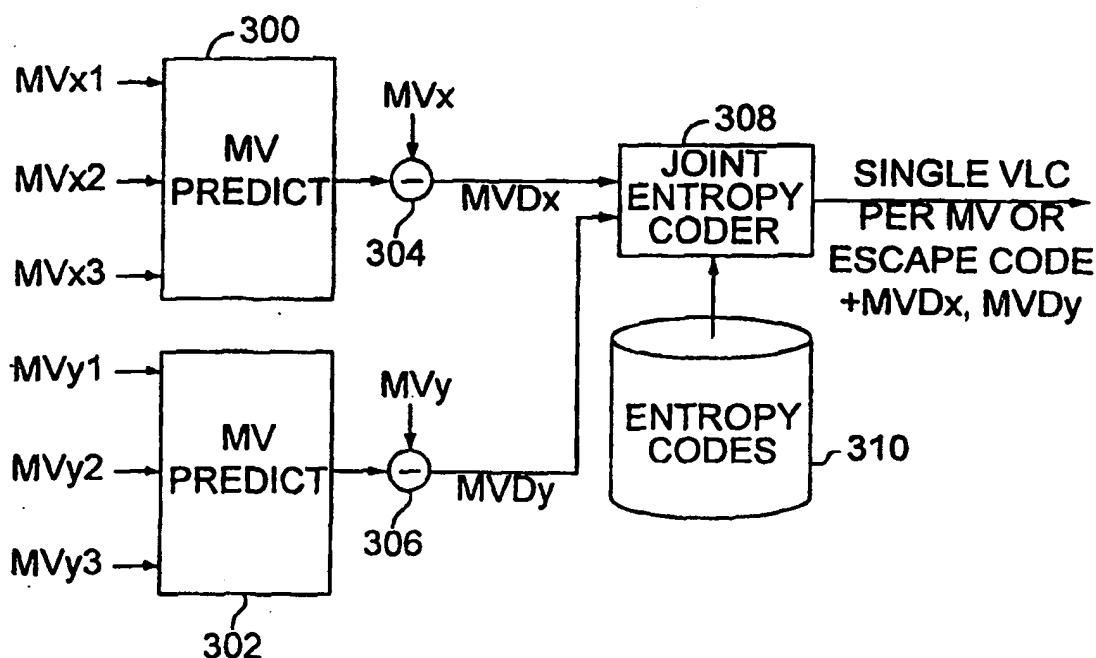 300
MVx1
MVx2
MVx3
MV
PREDICT
MVx
−
304
MVDx
308
JOINT
ENTROPY
CODER
SINGLE VLC
PER MV OR
ESCAPE CODE
+MVDx, MVDy
MVy1
MVy2
MVy3
MV
PREDICT
302
MVy
−
306
MVDy
ENTROPY
CODES
310